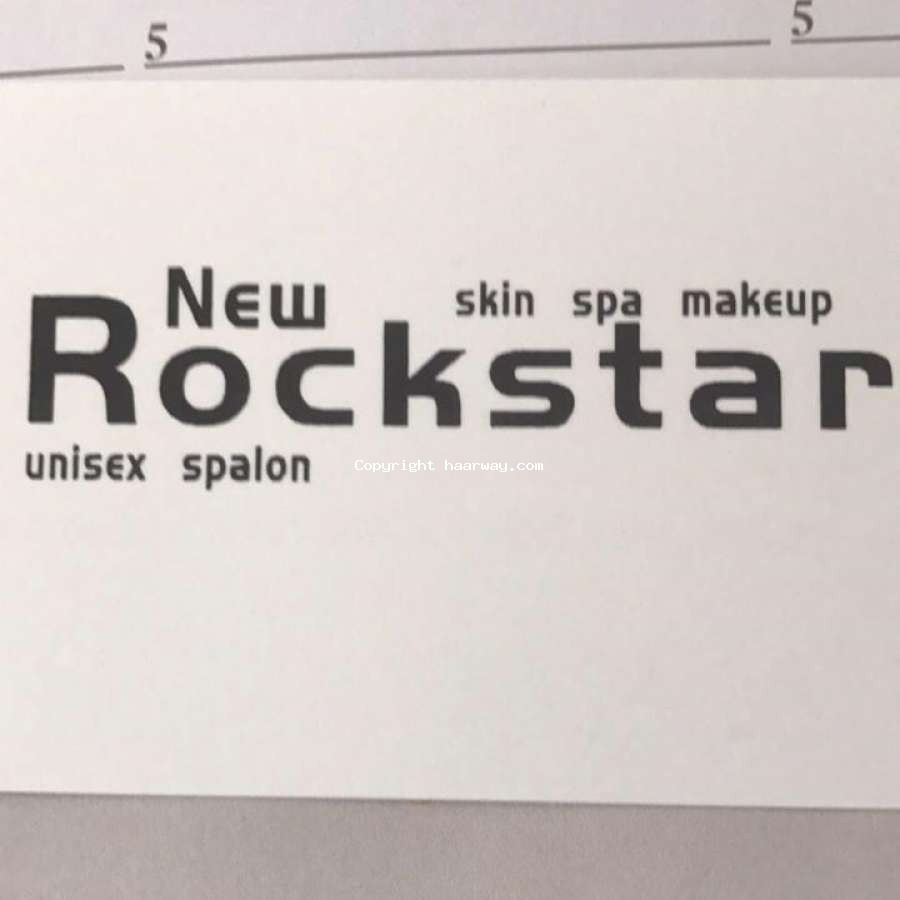 5 5
New
skin spa makeup
Rockstar
unisex spalon
Copyright haarway.com